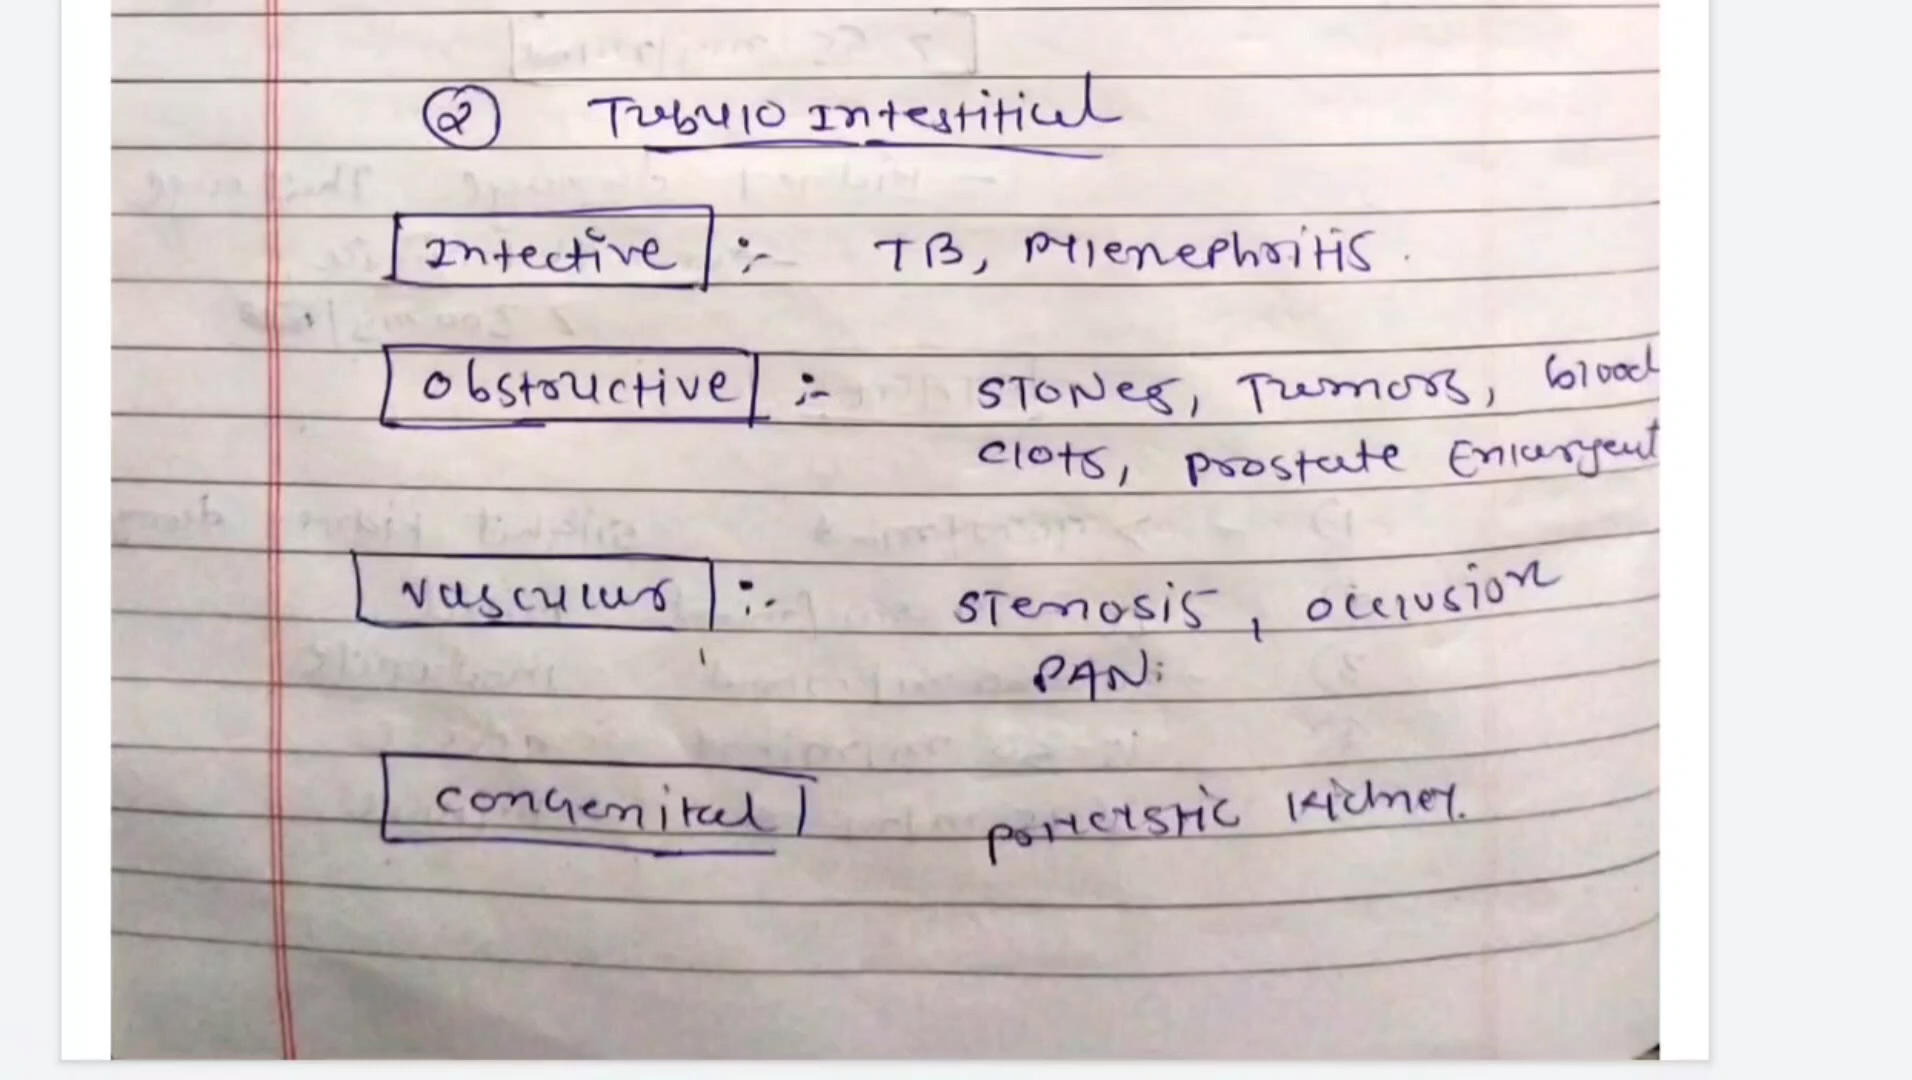 ② Tubulo Intestitial
Infective :- TB, Pylenephritis.
Obstructive :- STONES, Tumors, blood
clots, prostate Enlargent
vascular :- STenosis, occlusion
PAN:
congenital polycystic kidney.